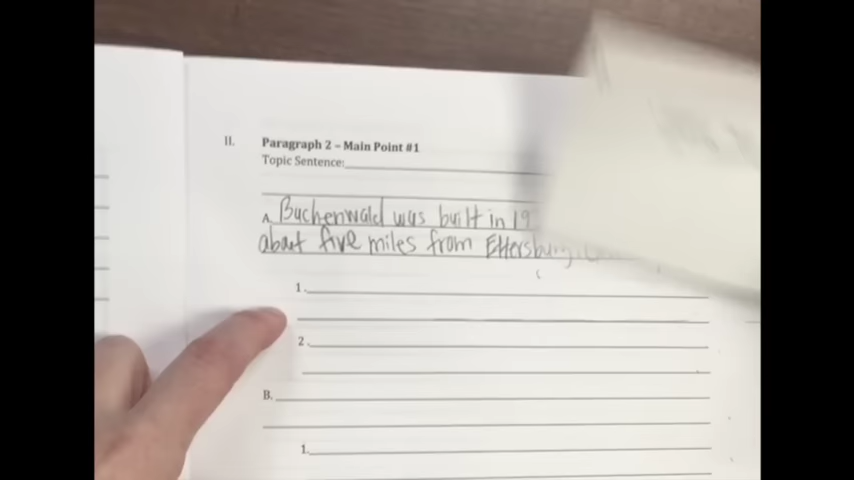 II. Paragraph 2 – Main Point #1
Topic Sentence:
A. Buchenwald was built in 19
about five miles from Ettersburg,
1.
2.
B.
1.